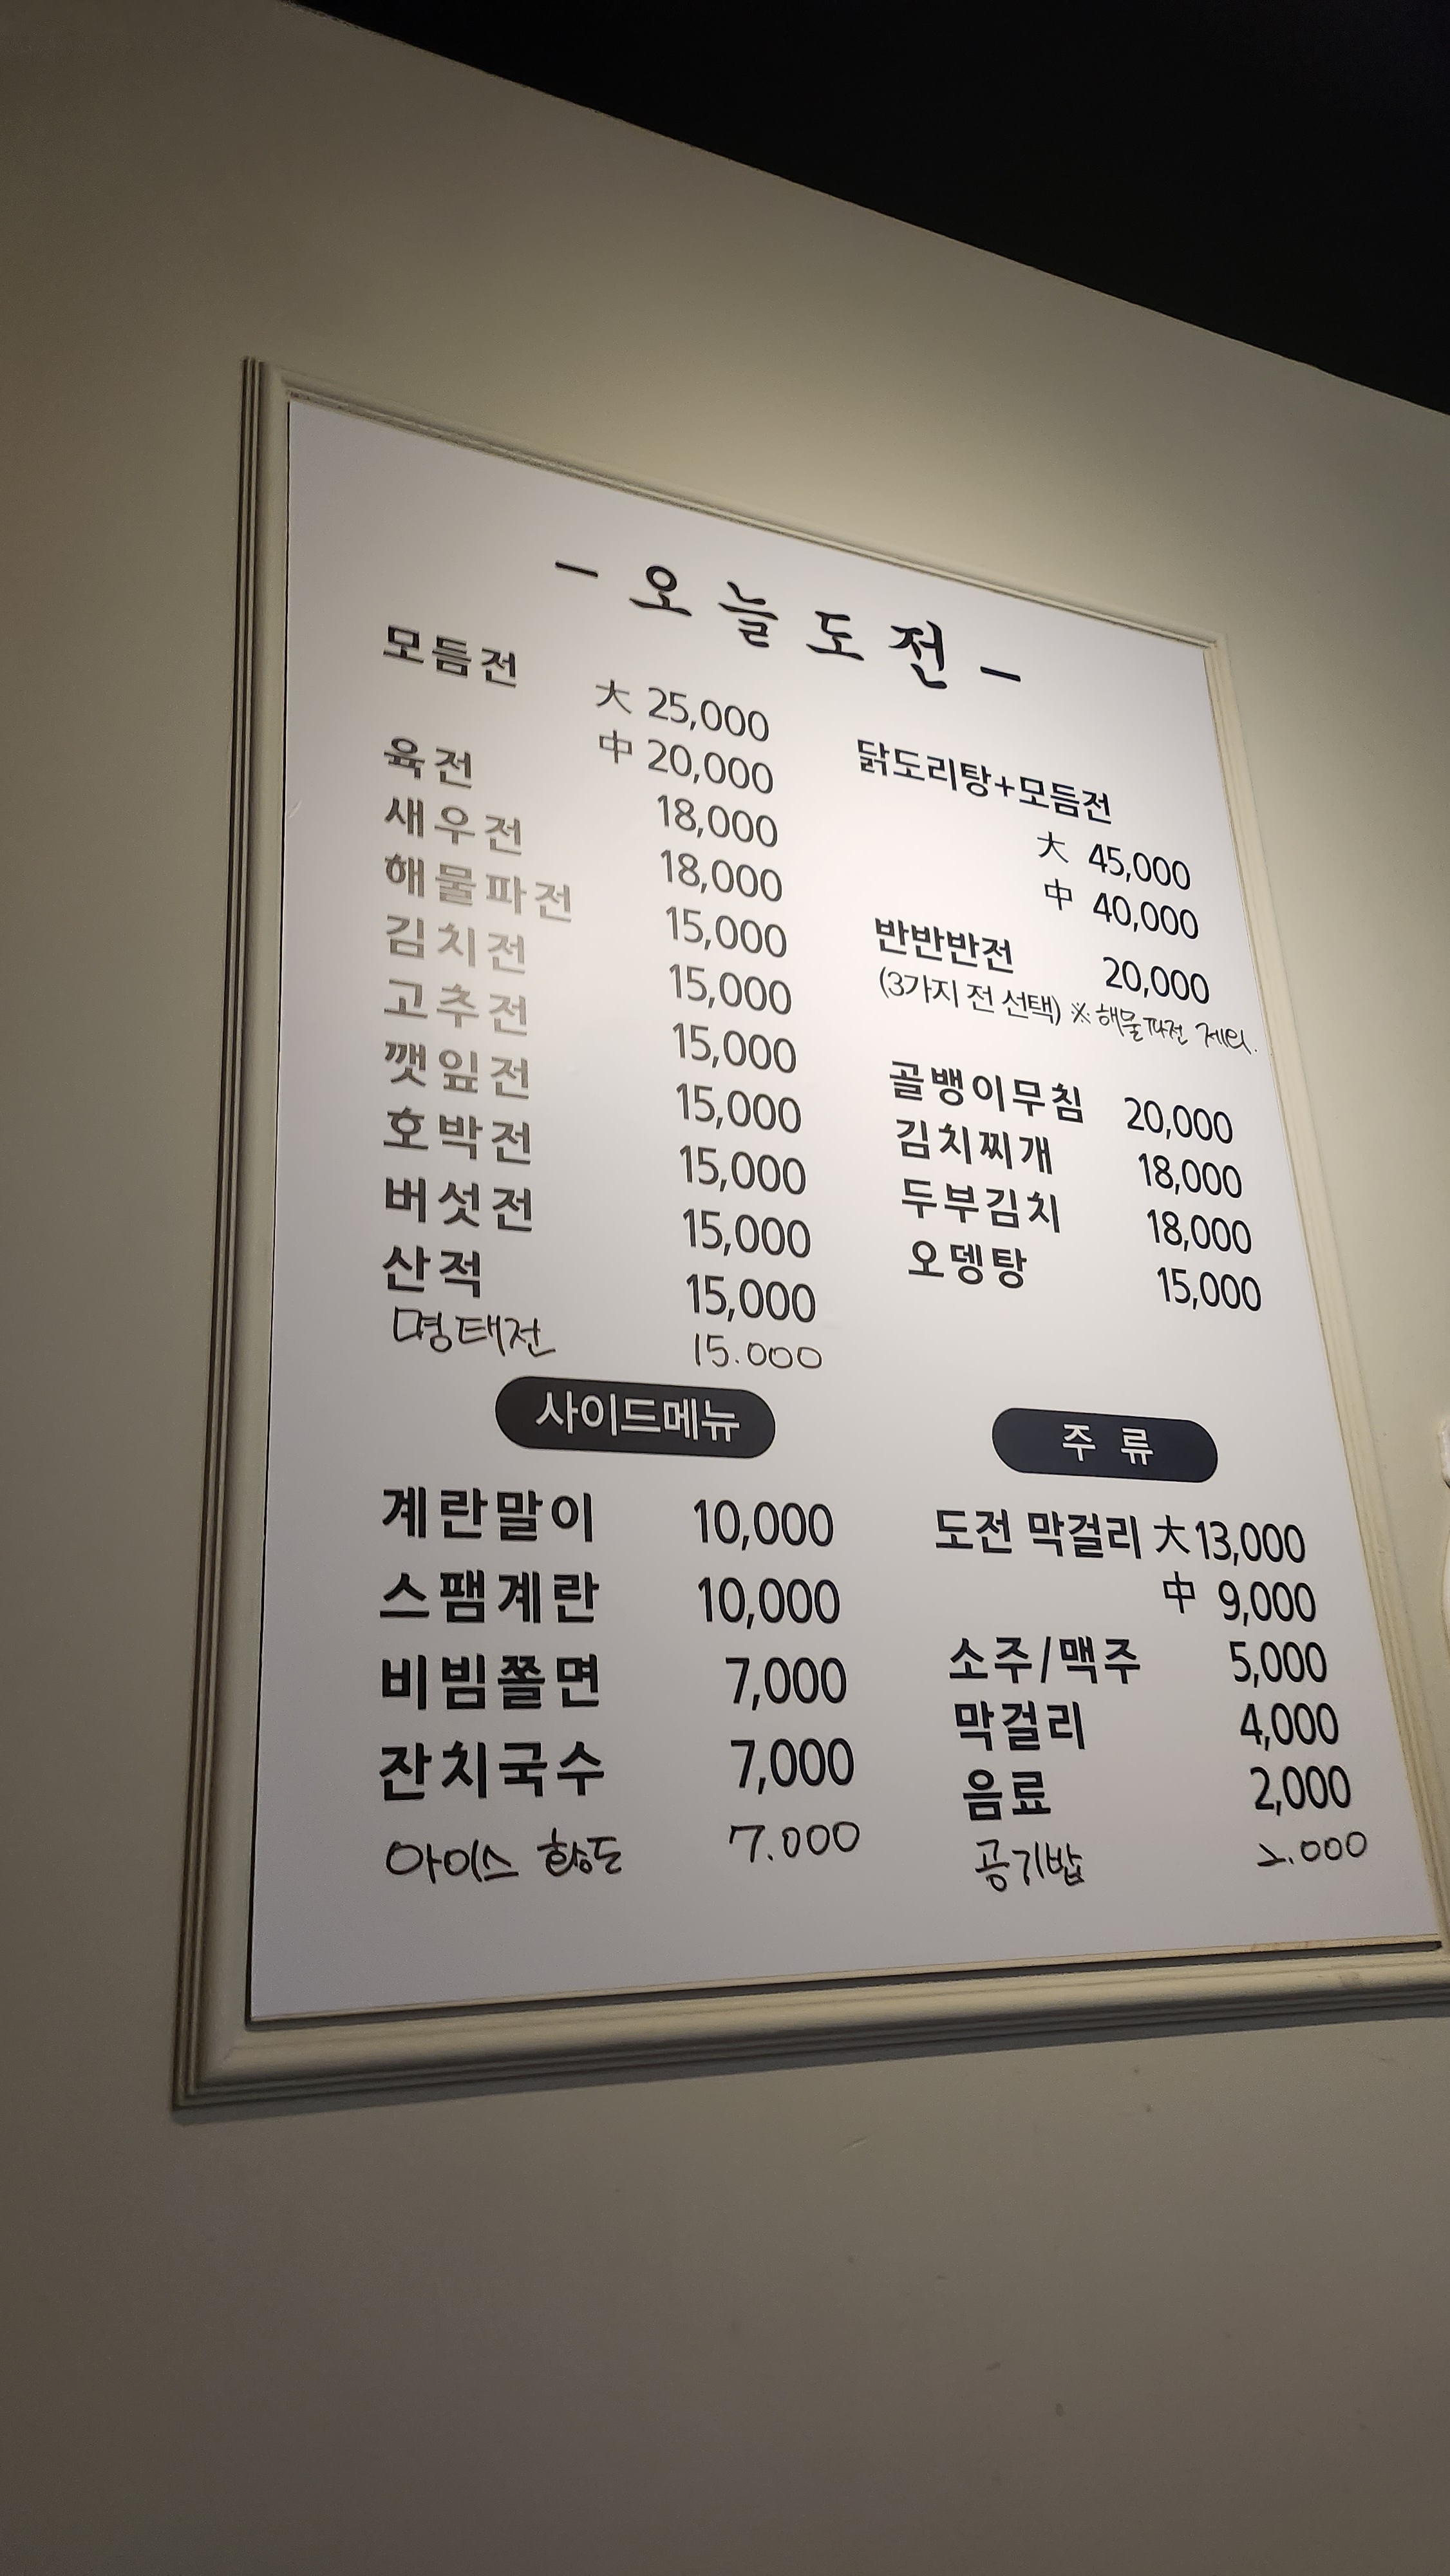 - 오늘도전 -
모듬전
大 25,000
中 20,000
육전 18,000
새우전 18,000
해물파전 15,000
김치전 15,000
고추전 15,000
깻잎전 15,000
호박전 15,000
버섯전 15,000
산적 15,000
명태전 15.000
닭도리탕+모듬전
大 45,000
中 40,000
반반반전 20,000
(3가지 전 선택) ※해물파전 제외.
골뱅이무침 20,000
김치찌개 18,000
두부김치 18,000
오뎅탕 15,000
사이드메뉴
계란말이 10,000
스팸계란 10,000
비빔쫄면 7,000
잔치국수 7,000
아이스 황도 7.000
주 류
도전 막걸리 大 13,000
中 9,000
소주/맥주 5,000
막걸리 4,000
음료 2,000
공기밥 2.000